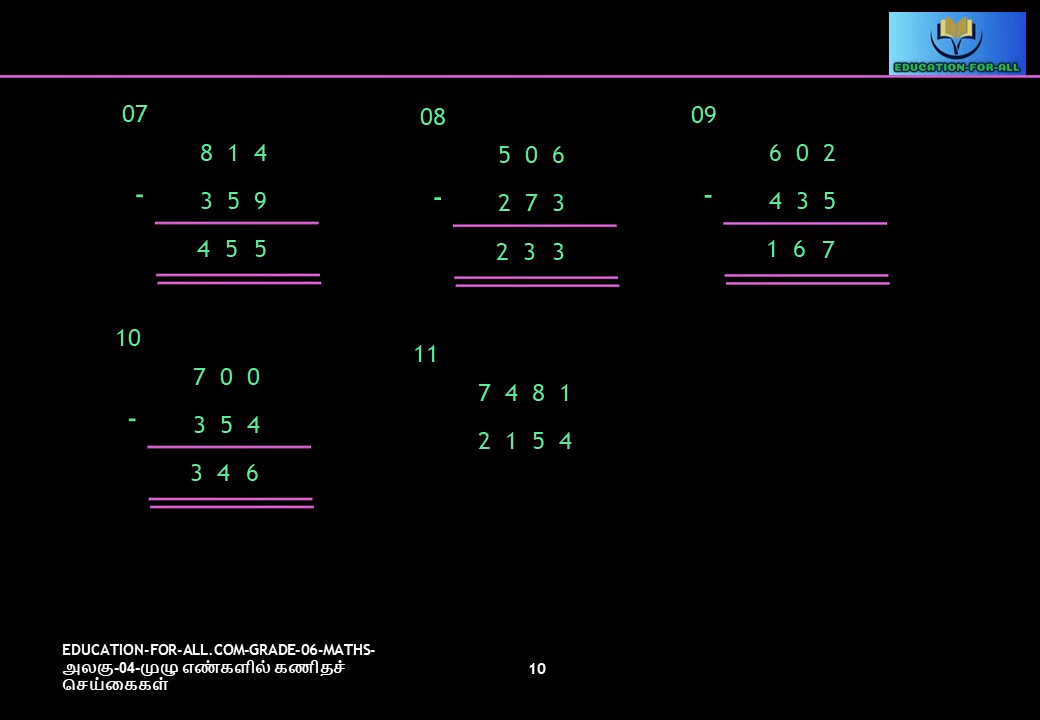 EDUCATION-FOR-ALL
07
8 1 4
- 3 5 9
4 5 5
08
5 0 6
- 2 7 3
2 3 3
09
6 0 2
- 4 3 5
1 6 7
10
7 0 0
- 3 5 4
3 4 6
11
7 4 8 1
2 1 5 4
EDUCATION-FOR-ALL.COM-GRADE-06-MATHS-
அலகு-04-முழு எண்களில் கணிதச்
செய்கைகள்
10